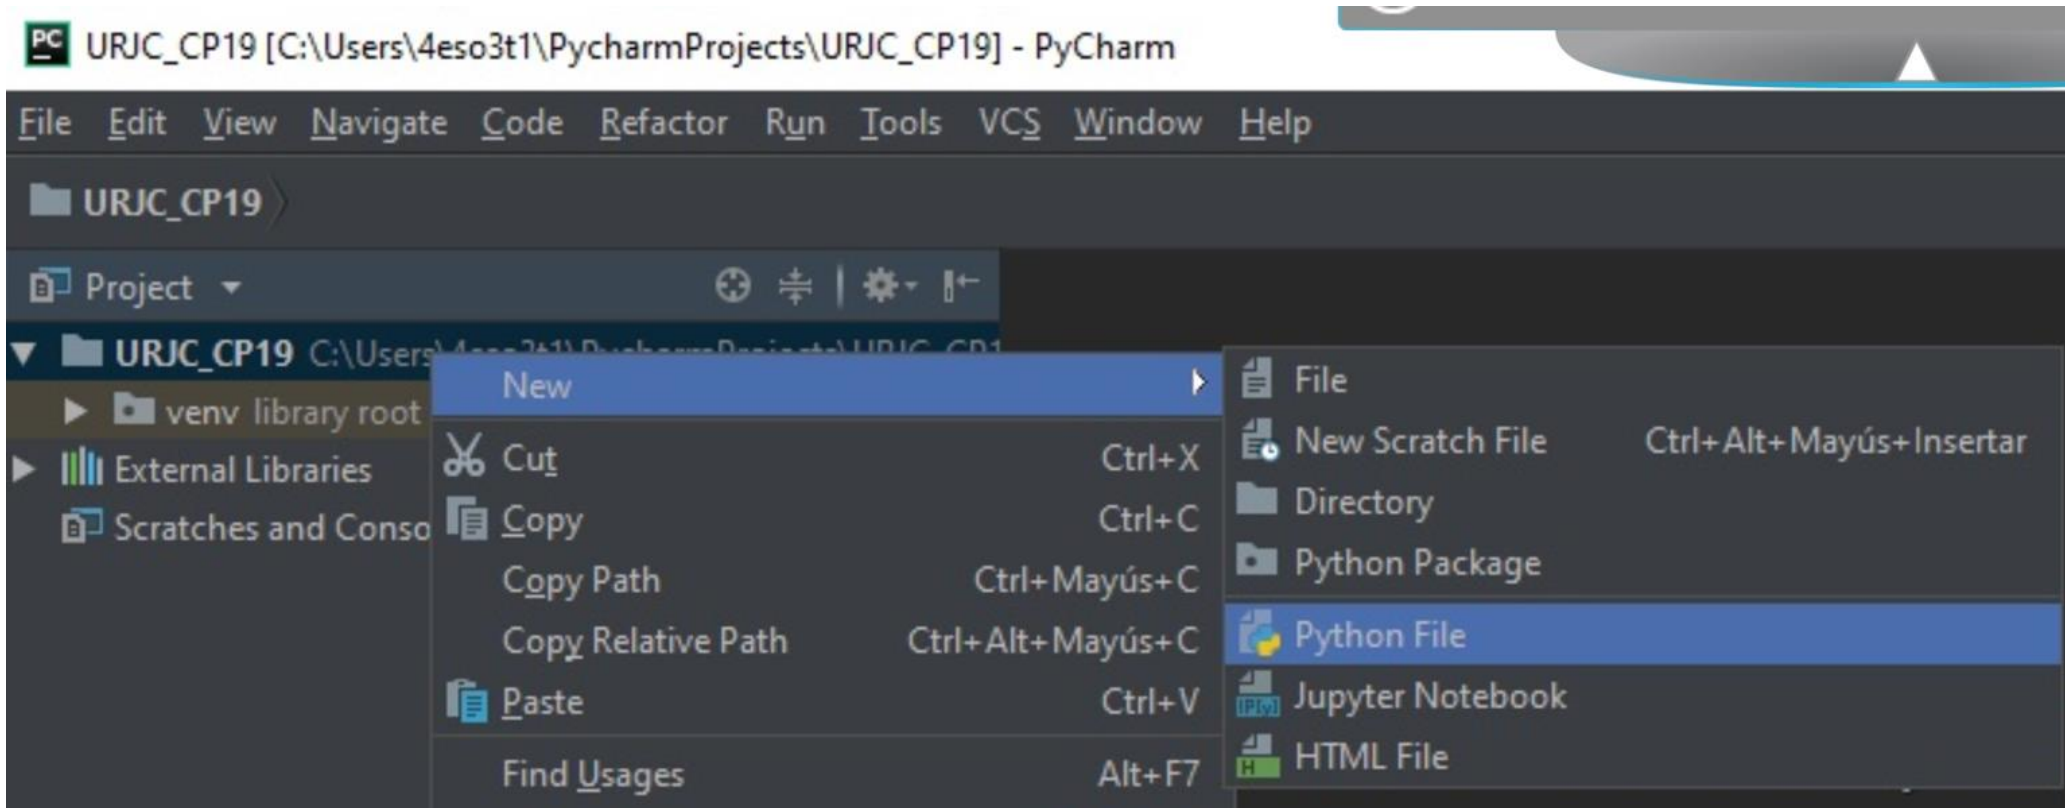 PC URJC_CP19 [C:\Users\4eso3t1\PycharmProjects\URJC_CP19] - PyCharm
File Edit View Navigate Code Refactor Run Tools VCS Window Help
URJC_CP19
Project
URJC_CP19 C:\Users\4eso3t1\PycharmProjects\URJC_CP1
venv library root
External Libraries
Scratches and Conso
New
Cut Ctrl+X
Copy Ctrl+C
Copy Path Ctrl+Mayús+C
Copy Relative Path Ctrl+Alt+Mayús+C
Paste Ctrl+V
Find Usages Alt+F7
File
New Scratch File Ctrl+Alt+Mayús+Insertar
Directory
Python Package
Python File
Jupyter Notebook
HTML File